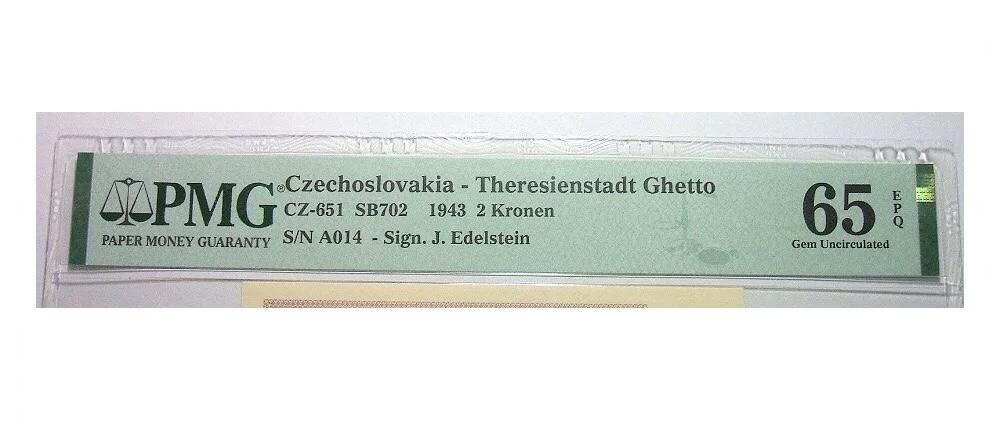 PMG®
PAPER MONEY GUARANTY
Czechoslovakia - Theresienstadt Ghetto
CZ-651 SB702 1943 2 Kronen
S/N A014 - Sign. J. Edelstein
65
EPQ
Gem Uncirculated